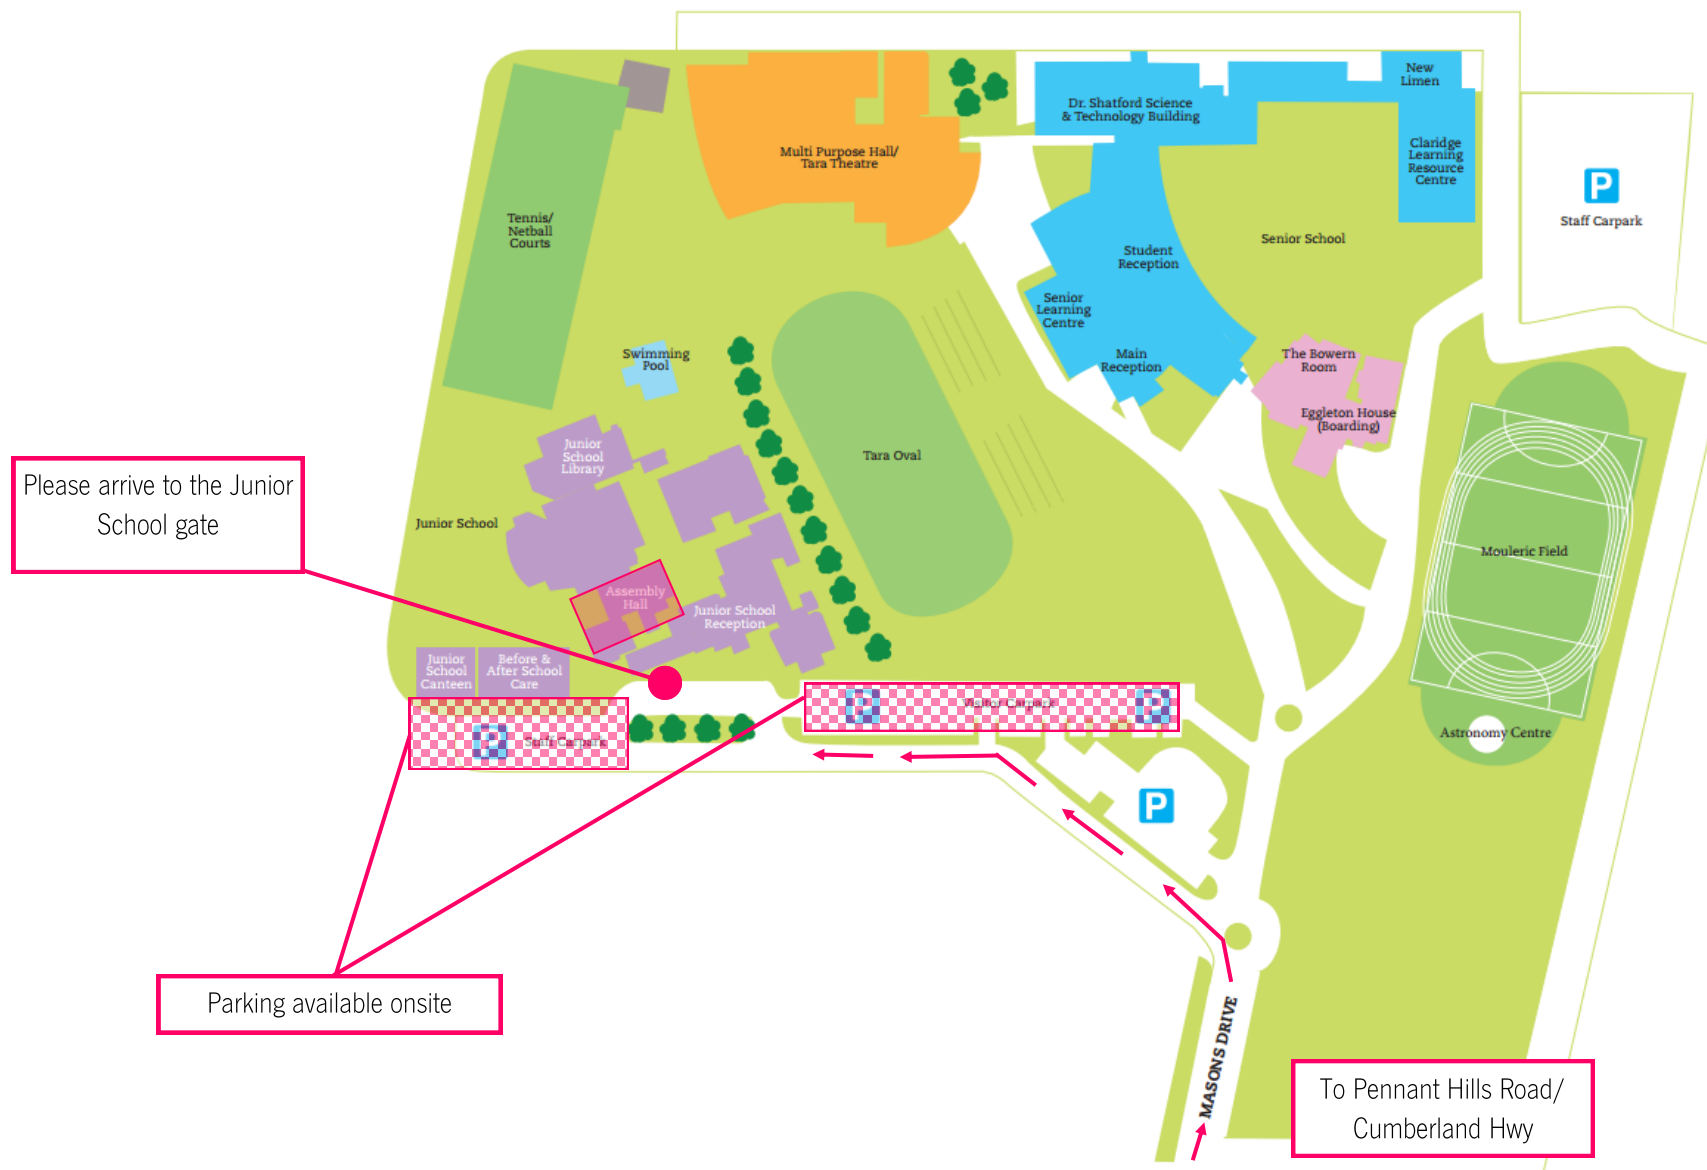 New
Limen
Dr. Shatford Science
& Technology Building
Multi Purpose Hall/
Tara Theatre
Claridge
Learning
Resource
Centre
P
Staff Carpark
Tennis/
Netball
Courts
Senior School
Student
Reception
Senior
Learning
Centre
Main
Reception
The Bowern
Room
Swimming
Pool
Eggleton House
(Boarding)
Junior
School
Library
Tara Oval
Please arrive to the Junior
School gate
Junior School
Mouleric Field
Assembly
Hall
Junior School
Reception
Junior
School
Canteen
Before &
After School
Care
P
Visitor Carpark
P
P
Staff Carpark
Astronomy Centre
P
Parking available onsite
MASONS DRIVE
To Pennant Hills Road/
Cumberland Hwy